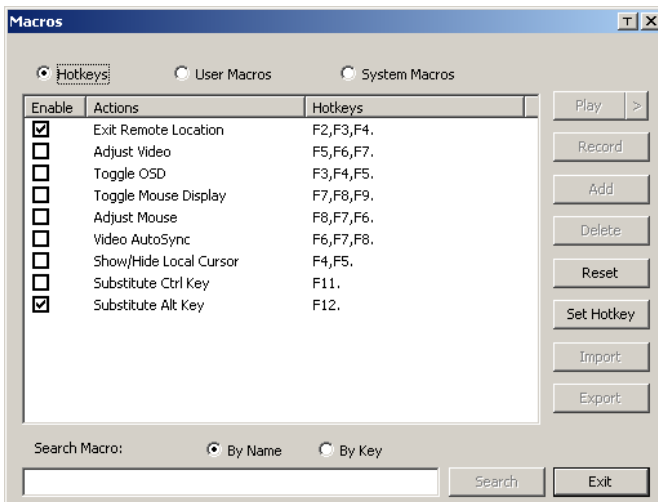 Macros
T X
Hotkeys User Macros System Macros
Enable Actions Hotkeys Play >
Exit Remote Location F2,F3,F4.
Adjust Video F5,F6,F7. Record
Toggle OSD F3,F4,F5.
Toggle Mouse Display F7,F8,F9. Add
Adjust Mouse F8,F7,F6.
Video AutoSync F6,F7,F8. Delete
Show/Hide Local Cursor F4,F5.
Substitute Ctrl Key F11. Reset
Substitute Alt Key F12. Set Hotkey
Import
Export
Search Macro: By Name By Key
Search Exit